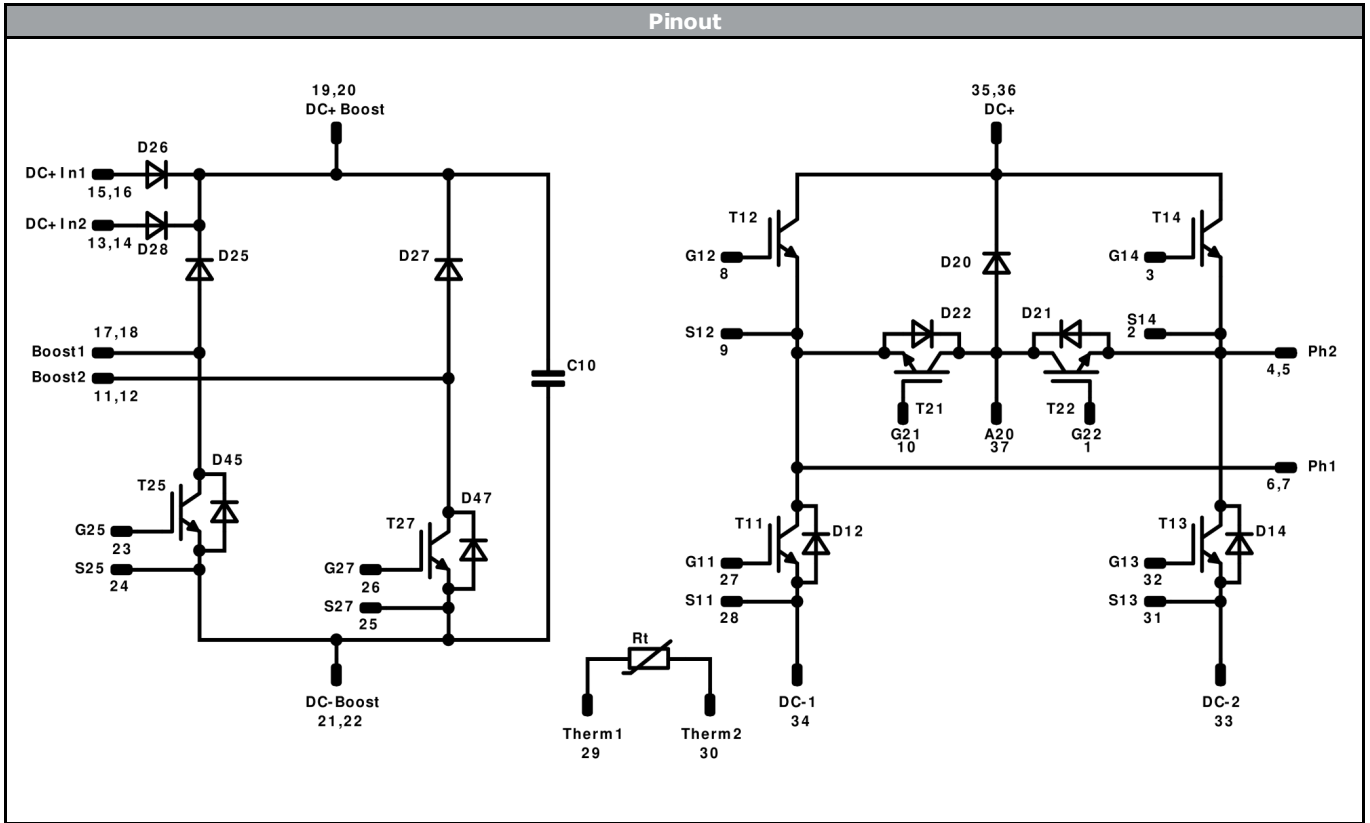 Pinout
19,20
DC+ Boost
35,36
DC+
D26
DC+ In1
15,16
DC+ In2
13,14
D28
D25
D27
17,18
Boost1
Boost2
11,12
C10
D45
T25
G25
23
S25
24
D47
T27
G27
26
S27
25
DC-Boost
21,22
Rt
Therm1
29
Therm2
30
T12
G12
8
S12
9
D20
D22
D21
T14
G14
3
S14
2
Ph2
4,5
T21
G21
10
A20
37
T22
G22
1
Ph1
6,7
T11
D12
G11
27
S11
28
T13
D14
G13
32
S13
31
DC-1
34
DC-2
33